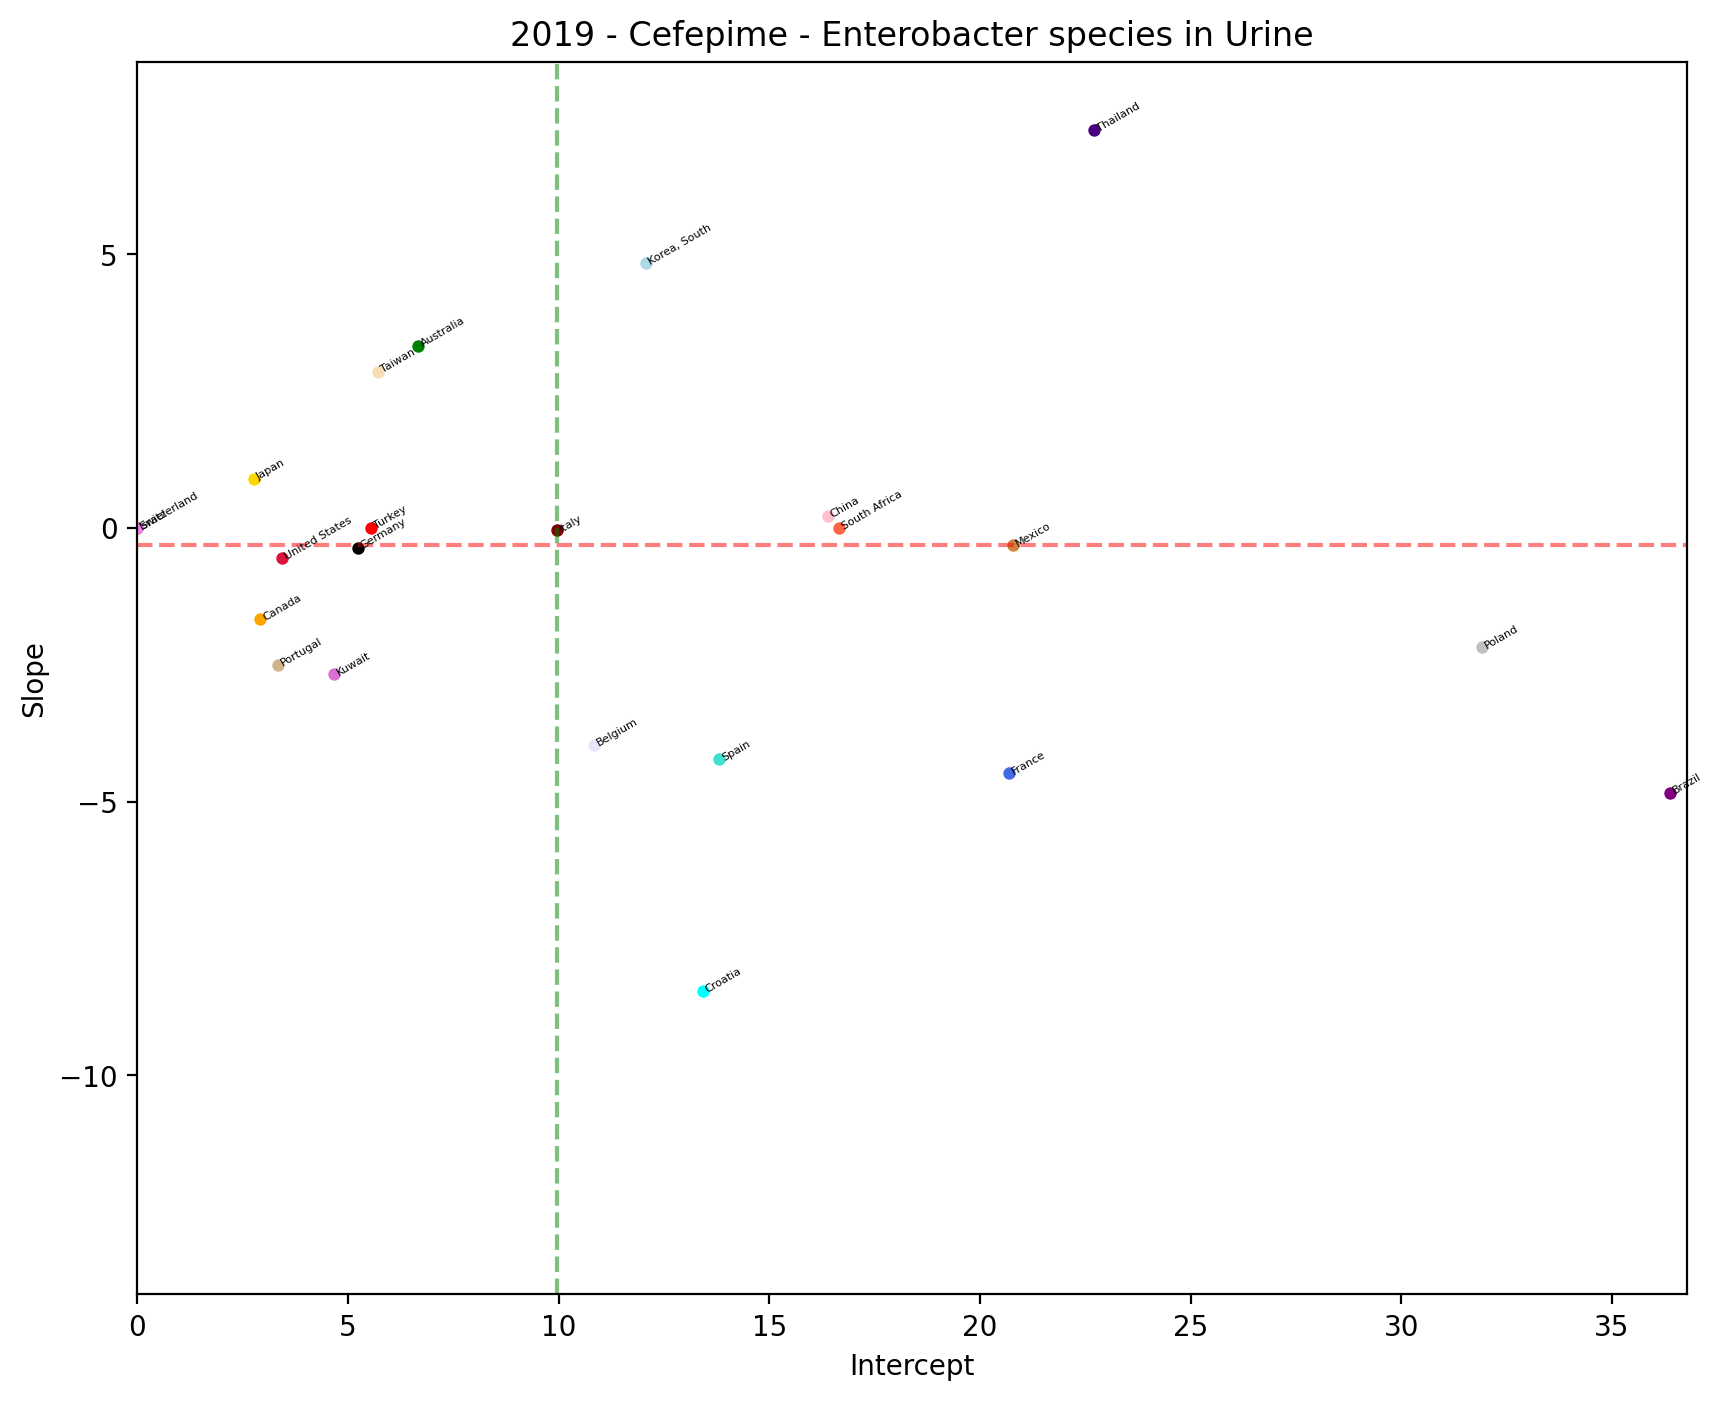 2019 - Cefepime - Enterobacter species in Urine
Thailand
5
Korea, South
Australia
Taiwan
Japan
0
Switzerland
Turkey
Germany
United States
Italy
China
South Africa
Mexico
Canada
Portugal
Kuwait
Poland
Slope
Belgium
Spain
France
Brazil
−5
Croatia
−10
0 5 10 15 20 25 30 35
Intercept